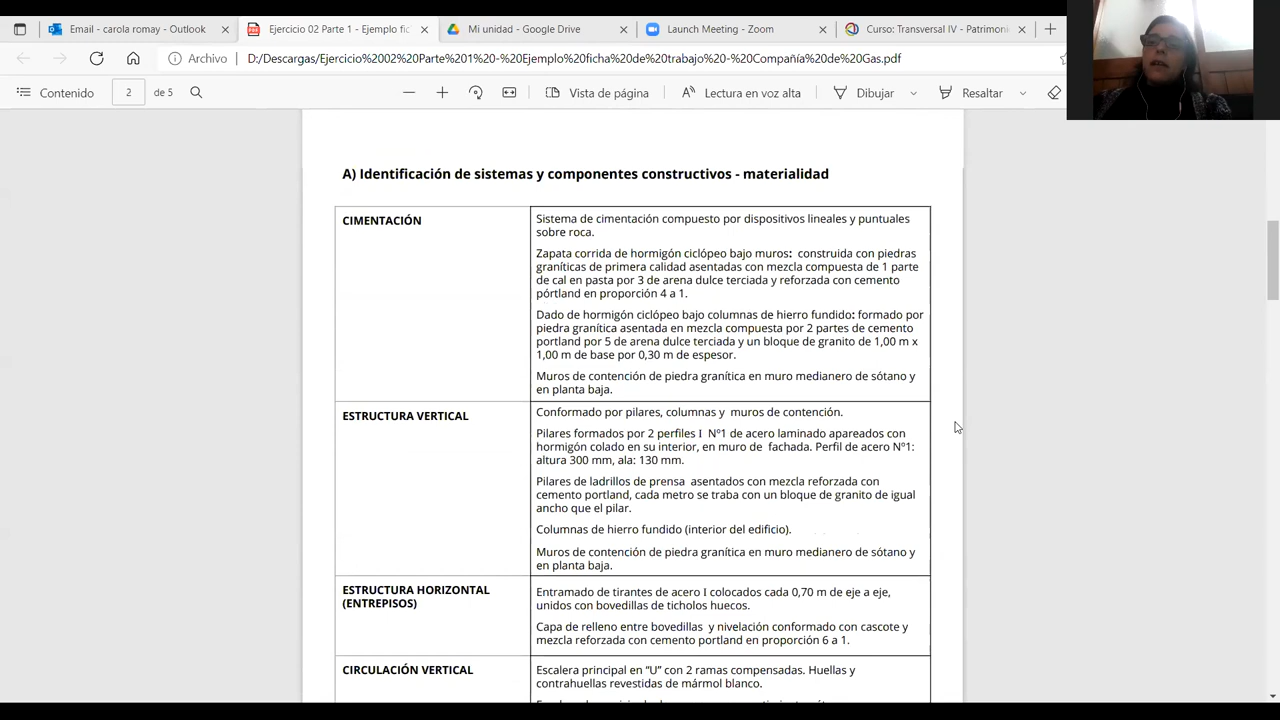 Email - carola romay - Outlook
Ejercicio 02 Parte 1 - Ejemplo fic
Mi unidad - Google Drive
Launch Meeting - Zoom
Curso: Transversal IV - Patrimoni
Archivo
D:/Descargas/Ejercicio%2002%20Parte%201%20-%20Ejemplo%20ficha%20de%20trabajo%20-%20Compañía%20de%20Gas.pdf
Contenido
2
de 5
Vista de página
Lectura en voz alta
Dibujar
Resaltar
A) Identificación de sistemas y componentes constructivos - materialidad
CIMENTACIÓN
Sistema de cimentación compuesto por dispositivos lineales y puntuales
sobre roca.
Zapata corrida de hormigón ciclópeo bajo muros: construida con piedras
graníticas de primera calidad asentadas con mezcla compuesta de 1 parte
de cal en pasta por 3 de arena dulce terciada y reforzada con cemento
pórtland en proporción 4 a 1.
Dado de hormigón ciclópeo bajo columnas de hierro fundido: formado por
piedra granítica asentada en mezcla compuesta por 2 partes de cemento
portland por 5 de arena dulce terciada y un bloque de granito de 1,00 m x
1,00 m de base por 0,30 m de espesor.
Muros de contención de piedra granítica en muro medianero de sótano y
en planta baja.
ESTRUCTURA VERTICAL
Conformado por pilares, columnas y muros de contención.
Pilares formados por 2 perfiles I Nº1 de acero laminado apareados con
hormigón colado en su interior, en muro de fachada. Perfil de acero Nº1:
altura 300 mm, ala: 130 mm.
Pilares de ladrillos de prensa asentados con mezcla reforzada con
cemento portland, cada metro se traba con un bloque de granito de igual
ancho que el pilar.
Columnas de hierro fundido (interior del edificio).
Muros de contención de piedra granítica en muro medianero de sótano y
en planta baja.
ESTRUCTURA HORIZONTAL
(ENTREPISOS)
Entramado de tirantes de acero I colocados cada 0,70 m de eje a eje,
unidos con bovedillas de ticholos huecos.
Capa de relleno entre bovedillas y nivelación conformado con cascote y
mezcla reforzada con cemento portland en proporción 6 a 1.
CIRCULACIÓN VERTICAL
Escalera principal en “U” con 2 ramas compensadas. Huellas y
contrahuellas revestidas de mármol blanco.